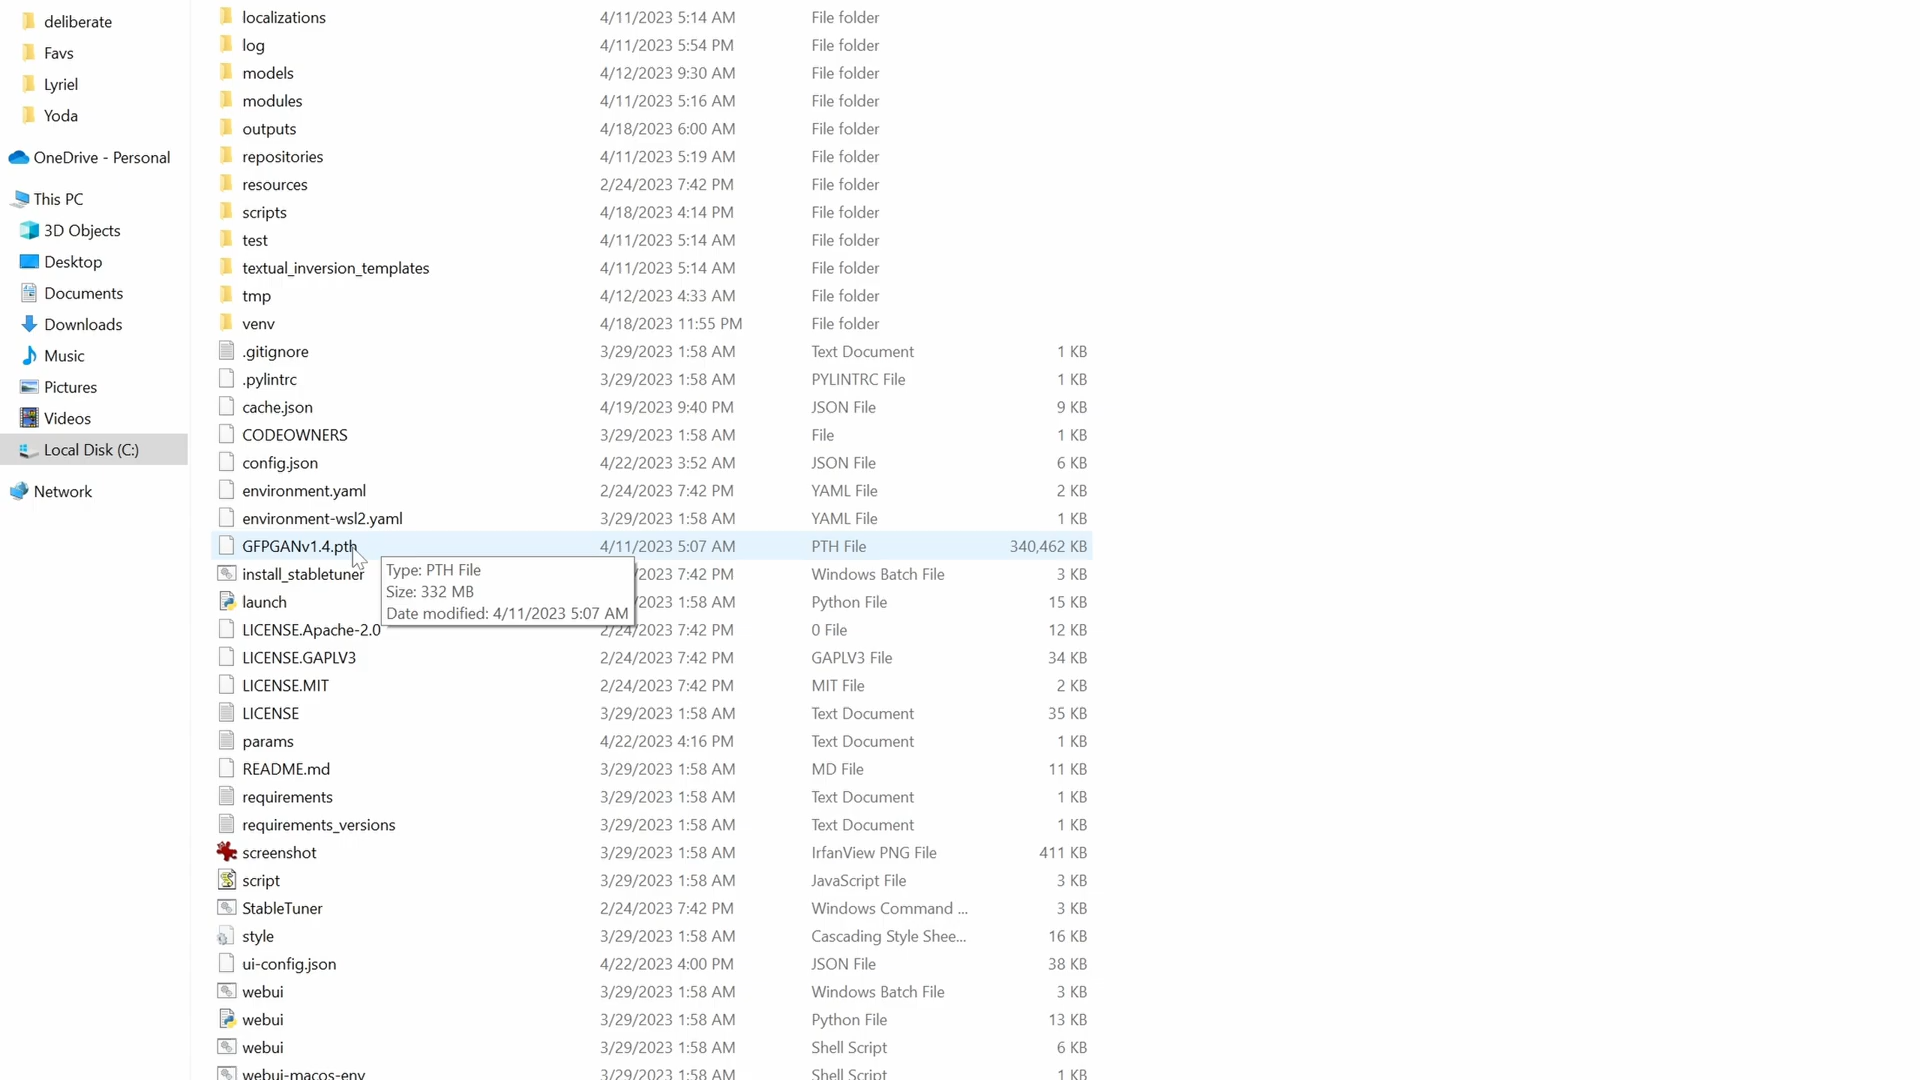 deliberate
Favs
Lyriel
Yoda
OneDrive - Personal
This PC
3D Objects
Desktop
Documents
Downloads
Music
Pictures
Videos
Local Disk (C:)
Network
localizations 4/11/2023 5:14 AM File folder
log 4/11/2023 5:54 PM File folder
models 4/12/2023 9:30 AM File folder
modules 4/11/2023 5:16 AM File folder
outputs 4/18/2023 6:00 AM File folder
repositories 4/11/2023 5:19 AM File folder
resources 2/24/2023 7:42 PM File folder
scripts 4/18/2023 4:14 PM File folder
test 4/11/2023 5:14 AM File folder
textual_inversion_templates 4/11/2023 5:14 AM File folder
tmp 4/12/2023 4:33 AM File folder
venv 4/18/2023 11:55 PM File folder
.gitignore 3/29/2023 1:58 AM Text Document 1 KB
.pylintrc 3/29/2023 1:58 AM PYLINTRC File 1 KB
cache.json 4/19/2023 9:40 PM JSON File 9 KB
CODEOWNERS 3/29/2023 1:58 AM File 1 KB
config.json 4/22/2023 3:52 AM JSON File 6 KB
environment.yaml 2/24/2023 7:42 PM YAML File 2 KB
environment-wsl2.yaml 3/29/2023 1:58 AM YAML File 1 KB
GFPGANv1.4.pth 4/11/2023 5:07 AM PTH File 340,462 KB
install_stabletuner 7:42 PM Windows Batch File 3 KB
launch 1:58 AM Python File 15 KB
Type: PTH File
Size: 332 MB
Date modified: 4/11/2023 5:07 AM
LICENSE.Apache-2.0 2/24/2023 7:42 PM 0 File 12 KB
LICENSE.GAPLV3 2/24/2023 7:42 PM GAPLV3 File 34 KB
LICENSE.MIT 2/24/2023 7:42 PM MIT File 2 KB
LICENSE 3/29/2023 1:58 AM Text Document 35 KB
params 4/22/2023 4:16 PM Text Document 1 KB
README.md 3/29/2023 1:58 AM MD File 11 KB
requirements 3/29/2023 1:58 AM Text Document 1 KB
requirements_versions 3/29/2023 1:58 AM Text Document 1 KB
screenshot 3/29/2023 1:58 AM IrfanView PNG File 411 KB
script 3/29/2023 1:58 AM JavaScript File 3 KB
StableTuner 2/24/2023 7:42 PM Windows Command ... 3 KB
style 3/29/2023 1:58 AM Cascading Style Shee... 16 KB
ui-config.json 4/22/2023 4:00 PM JSON File 38 KB
webui 3/29/2023 1:58 AM Windows Batch File 3 KB
webui 3/29/2023 1:58 AM Python File 13 KB
webui 3/29/2023 1:58 AM Shell Script 6 KB
webui-macos-env 3/29/2023 1:58 AM Shell Script 1 KB